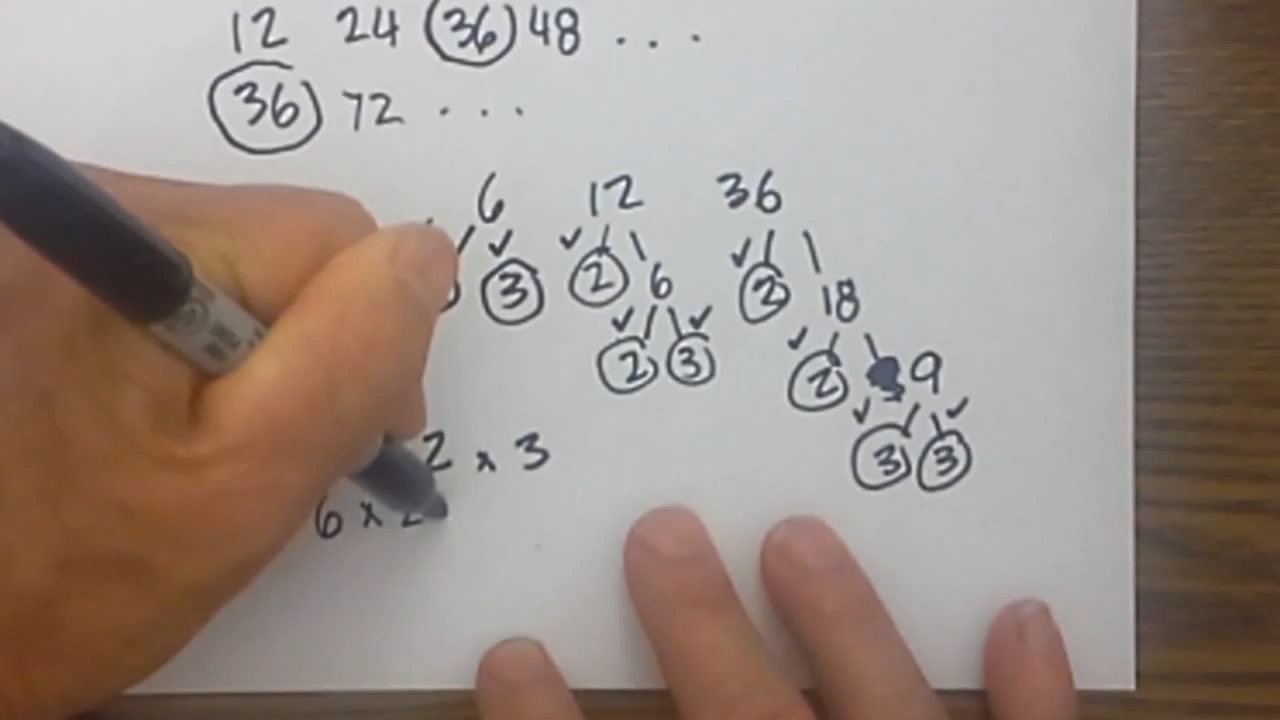 12 24 36 48 . . .
36 72 . . .
6 12 36
3 2 6 2 18
2 3 2 9
3 3
2 x 3
6 x 2